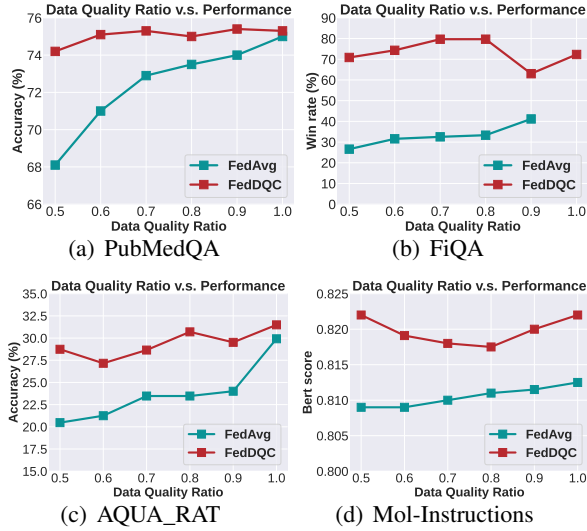 Data Quality Ratio v.s. Performance
Accuracy (%)
76
74
72
70
68
66
FedAvg
FedDQC
0.5 0.6 0.7 0.8 0.9 1.0
Data Quality Ratio
(a) PubMedQA
Data Quality Ratio v.s. Performance
Win rate (%)
90
80
70
60
50
40
30
20
10
0
FedAvg
FedDQC
0.5 0.6 0.7 0.8 0.9 1.0
Data Quality Ratio
(b) FiQA
Data Quality Ratio v.s. Performance
Accuracy (%)
35.0
32.5
30.0
27.5
25.0
22.5
20.0
17.5
15.0
FedAvg
FedDQC
0.5 0.6 0.7 0.8 0.9 1.0
Data Quality Ratio
(c) AQUA_RAT
Data Quality Ratio v.s. Performance
Bert score
0.825
0.820
0.815
0.810
0.805
0.800
FedAvg
FedDQC
0.5 0.6 0.7 0.8 0.9 1.0
Data Quality Ratio
(d) Mol-Instructions